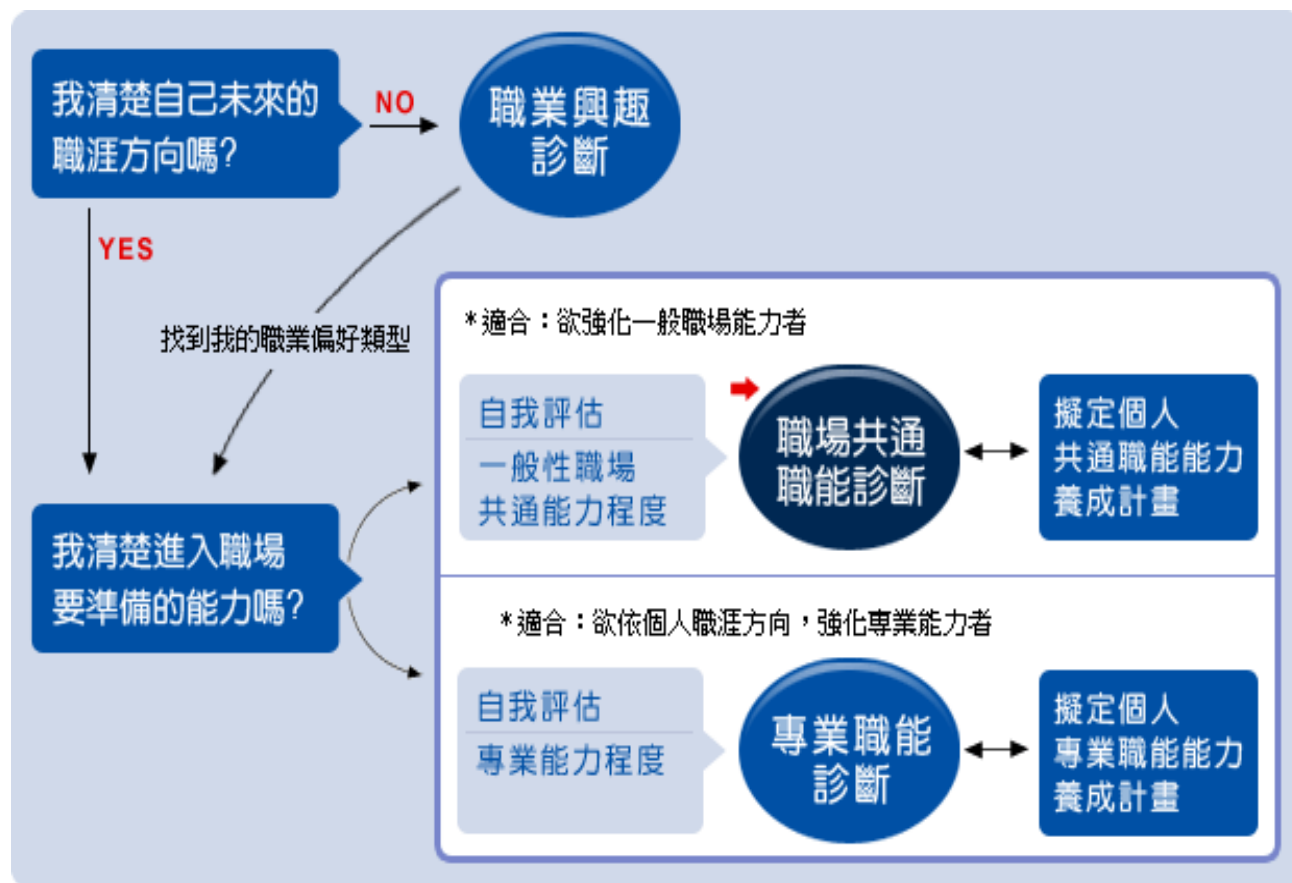 我清楚自己未來的
職涯方向嗎?
NO
職業興趣
診斷
YES
找到我的職業偏好類型
我清楚進入職場
要準備的能力嗎?
*適合：欲強化一般職場能力者
自我評估
一般性職場
共通能力程度
職場共通
職能診斷
擬定個人
共通職能能力
養成計畫
*適合：欲依個人職涯方向，強化專業能力者
自我評估
專業能力程度
專業職能
診斷
擬定個人
專業職能能力
養成計畫